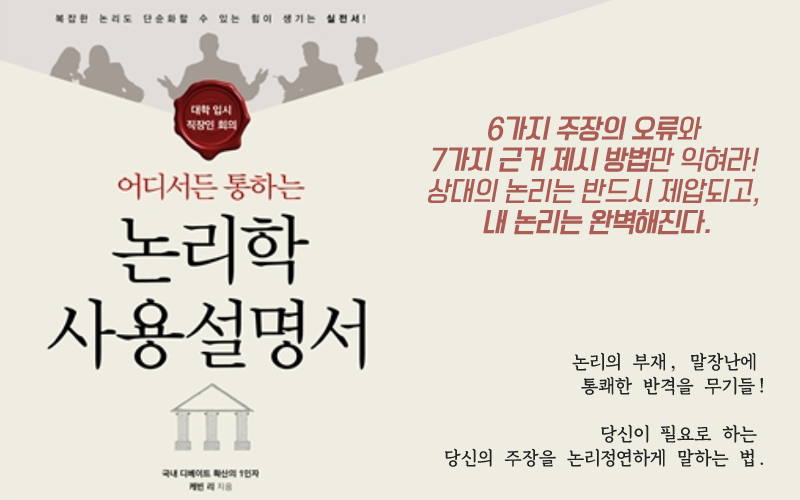 복잡한 논리도 단순화할 수 있는 힘이 생기는 실전서!
대학 입시
직장인 회의
어디서든 통하는
논리학
사용설명서
국내 디베이트 확산의 1인자
케빈 리 지음
6가지 주장의 오류와
7가지 근거 제시 방법만 익혀라!
상대의 논리는 반드시 제압되고,
내 논리는 완벽해진다.
논리의 부재, 말장난에
통쾌한 반격을 무기들!
당신이 필요로 하는
당신의 주장을 논리정연하게 말하는 법.